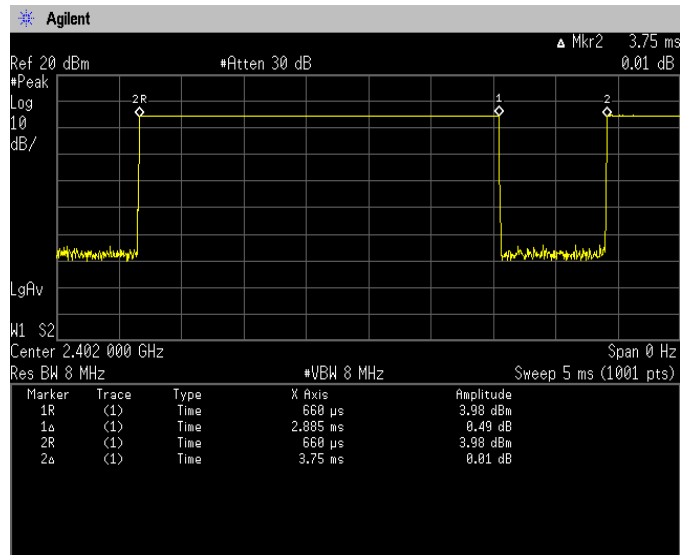 Agilent
Δ Mkr2 3.75 ms
Ref 20 dBm #Atten 30 dB 0.01 dB
#Peak
Log
10
dB/
2R 1 2
LgAv
W1 S2
Center 2.402 000 GHz Span 0 Hz
Res BW 8 MHz #VBW 8 MHz Sweep 5 ms (1001 pts)
Marker Trace Type X Axis Amplitude
1R (1) Time 660 µs 3.98 dBm
1Δ (1) Time 2.885 ms 0.49 dB
2R (1) Time 660 µs 3.98 dBm
2Δ (1) Time 3.75 ms 0.01 dB